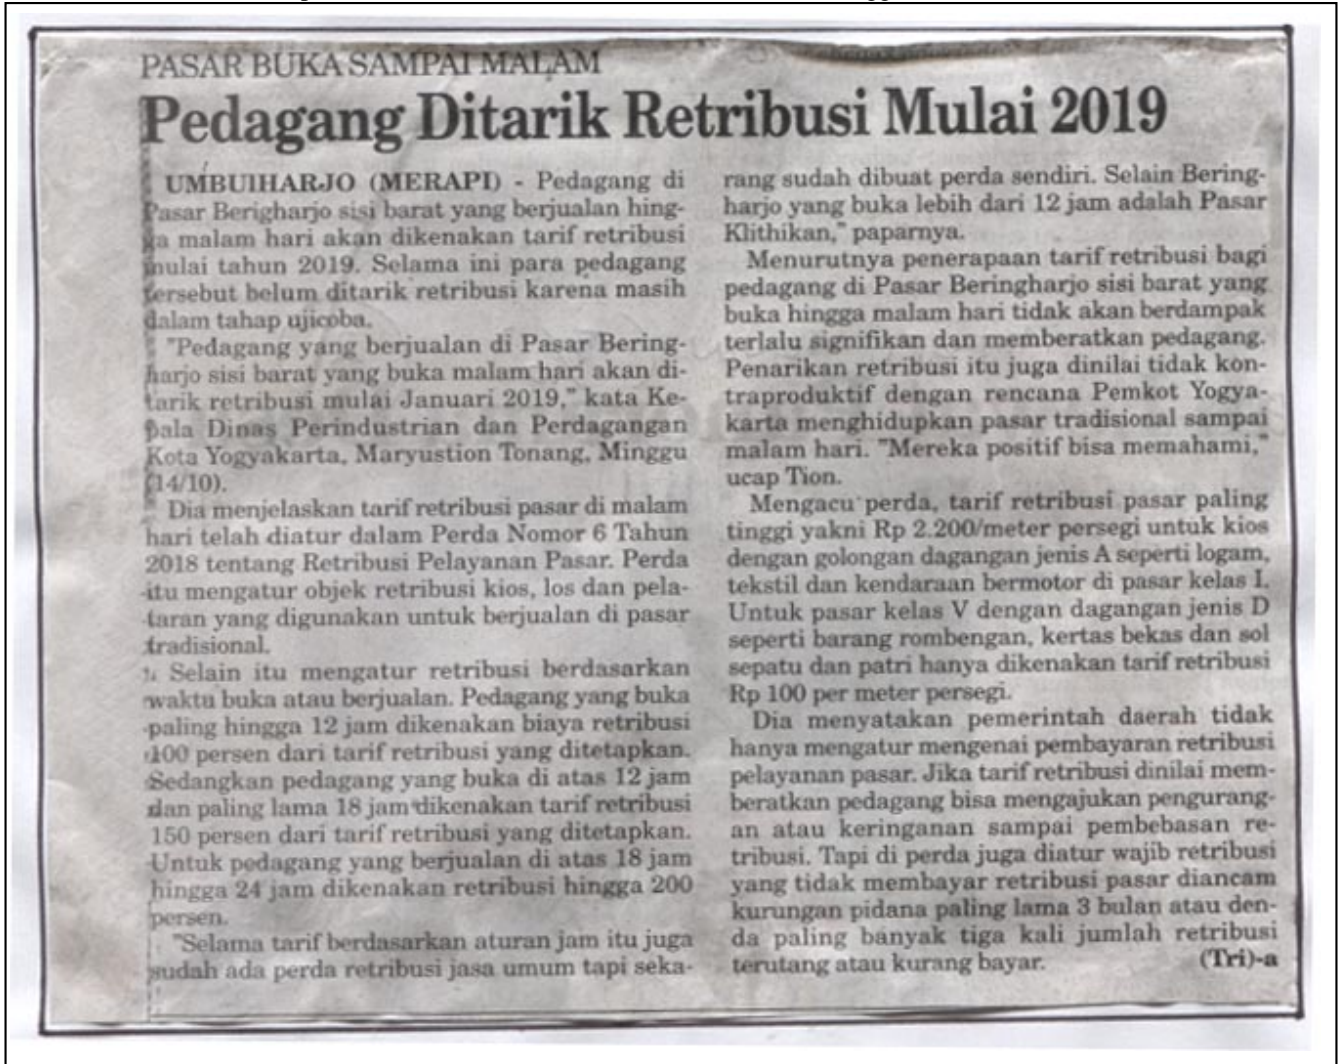 PASAR BUKA SAMPAI MALAM
Pedagang Ditarik Retribusi Mulai 2019
UMBUlHARJO (MERAPI) - Pedagang di
Pasar Berigharjo sisi barat yang berjualan hing-
ga malam hari akan dikenakan tarif retribusi
mulai tahun 2019. Selama ini para pedagang
tersebut belum ditarik retribusi karena masih
dalam tahap ujicoba.
"Pedagang yang berjualan di Pasar Bering-
harjo sisi barat yang buka malam hari akan di-
tarik retribusi mulai Januari 2019," kata Ke-
pala Dinas Perindustrian dan Perdagangan
Kota Yogyakarta, Maryustion Tonang, Minggu
(14/10).
Dia menjelaskan tarif retribusi pasar di malam
hari telah diatur dalam Perda Nomor 6 Tahun
2018 tentang Retribusi Pelayanan Pasar. Perda
itu mengatur objek retribusi kios, los dan pela-
taran yang digunakan untuk berjualan di pasar
tradisional.
Selain itu mengatur retribusi berdasarkan
waktu buka atau berjualan. Pedagang yang buka
paling hingga 12 jam dikenakan biaya retribusi
100 persen dari tarif retribusi yang ditetapkan.
Sedangkan pedagang yang buka di atas 12 jam
dan paling lama 18 jam dikenakan tarif retribusi
150 persen dari tarif retribusi yang ditetapkan.
Untuk pedagang yang berjualan di atas 18 jam
hingga 24 jam dikenakan retribusi hingga 200
persen.
"Selama tarif berdasarkan aturan jam itu juga
sudah ada perda retribusi jasa umum tapi seka-
rang sudah dibuat perda sendiri. Selain Bering-
harjo yang buka lebih dari 12 jam adalah Pasar
Klithikan," paparnya.
Menurutnya penerapaan tarif retribusi bagi
pedagang di Pasar Beringharjo sisi barat yang
buka hingga malam hari tidak akan berdampak
terlalu signifikan dan memberatkan pedagang.
Penarikan retribusi itu juga dinilai tidak kon-
traproduktif dengan rencana Pemkot Yogya-
karta menghidupkan pasar tradisional sampai
malam hari. "Mereka positif bisa memahami,"
ucap Tion.
Mengacu perda, tarif retribusi pasar paling
tinggi yakni Rp 2.200/meter persegi untuk kios
dengan golongan dagangan jenis A seperti logam,
tekstil dan kendaraan bermotor di pasar kelas I.
Untuk pasar kelas V dengan dagangan jenis D
seperti barang rombengan, kertas bekas dan sol
sepatu dan patri hanya dikenakan tarif retribusi
Rp 100 per meter persegi.
Dia menyatakan pemerintah daerah tidak
hanya mengatur mengenai pembayaran retribusi
pelayanan pasar. Jika tarif retribusi dinilai mem-
beratkan pedagang bisa mengajukan pengurang-
an atau keringanan sampai pembebasan re-
tribusi. Tapi di perda juga diatur wajib retribusi
yang tidak membayar retribusi pasar diancam
kurungan pidana paling lama 3 bulan atau den-
da paling banyak tiga kali jumlah retribusi
terutang atau kurang bayar. (Tri)-a